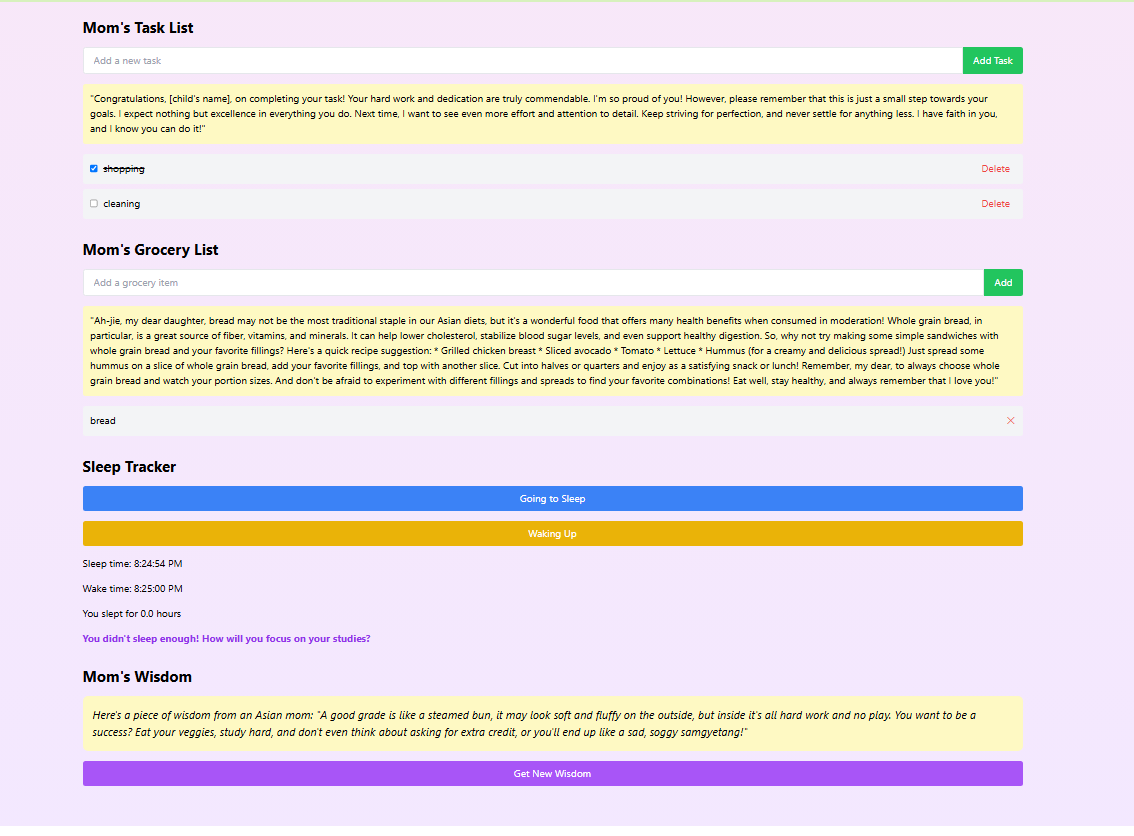 Mom's Task List
Add a new task
Add Task
"Congratulations, [child's name], on completing your task! Your hard work and dedication are truly commendable. I'm so proud of you! However, please remember that this is just a small step towards your
goals. I expect nothing but excellence in everything you do. Next time, I want to see even more effort and attention to detail. Keep striving for perfection, and never settle for anything less. I have faith in you,
and I know you can do it!"
shopping
Delete
cleaning
Delete
Mom's Grocery List
Add a grocery item
Add
"Ah-jie, my dear daughter, bread may not be the most traditional staple in our Asian diets, but it's a wonderful food that offers many health benefits when consumed in moderation! Whole grain bread, in
particular, is a great source of fiber, vitamins, and minerals. It can help lower cholesterol, stabilize blood sugar levels, and even support healthy digestion. So, why not try making some simple sandwiches with
whole grain bread and your favorite fillings? Here's a quick recipe suggestion: * Grilled chicken breast * Sliced avocado * Tomato * Lettuce * Hummus (for a creamy and delicious spread!) Just spread some
hummus on a slice of whole grain bread, add your favorite fillings, and top with another slice. Cut into halves or quarters and enjoy as a satisfying snack or lunch! Remember, my dear, to always choose whole
grain bread and watch your portion sizes. And don't be afraid to experiment with different fillings and spreads to find your favorite combinations! Eat well, stay healthy, and always remember that I love you!"
bread
Sleep Tracker
Going to Sleep
Waking Up
Sleep time: 8:24:54 PM
Wake time: 8:25:00 PM
You slept for 0.0 hours
You didn't sleep enough! How will you focus on your studies?
Mom's Wisdom
Here's a piece of wisdom from an Asian mom: "A good grade is like a steamed bun, it may look soft and fluffy on the outside, but inside it's all hard work and no play. You want to be a
success? Eat your veggies, study hard, and don't even think about asking for extra credit, or you'll end up like a sad, soggy samgyetang!"
Get New Wisdom